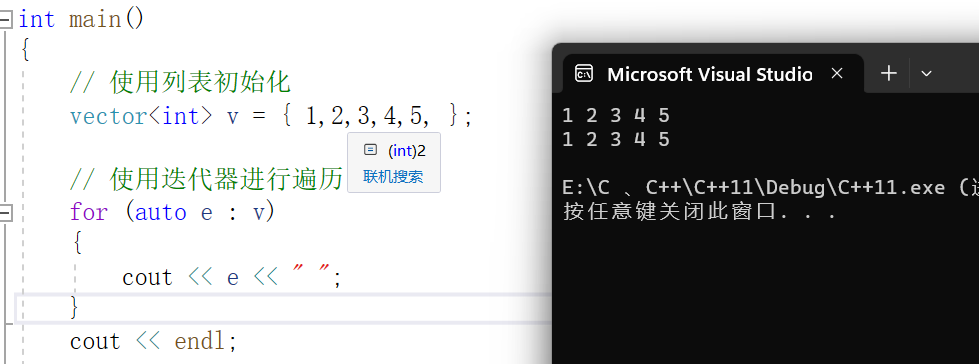 int main()
{
// 使用列表初始化
vector<int> v = { 1,2,3,4,5, };
(int)2
联机搜索
// 使用迭代器进行遍历
for (auto e : v)
{
cout << e << " ";
}
cout << endl;
Microsoft Visual Studio
1 2 3 4 5
1 2 3 4 5
E:\C 、C++\C++11\Debug\C++11.exe (
按任意键关闭此窗口. . .